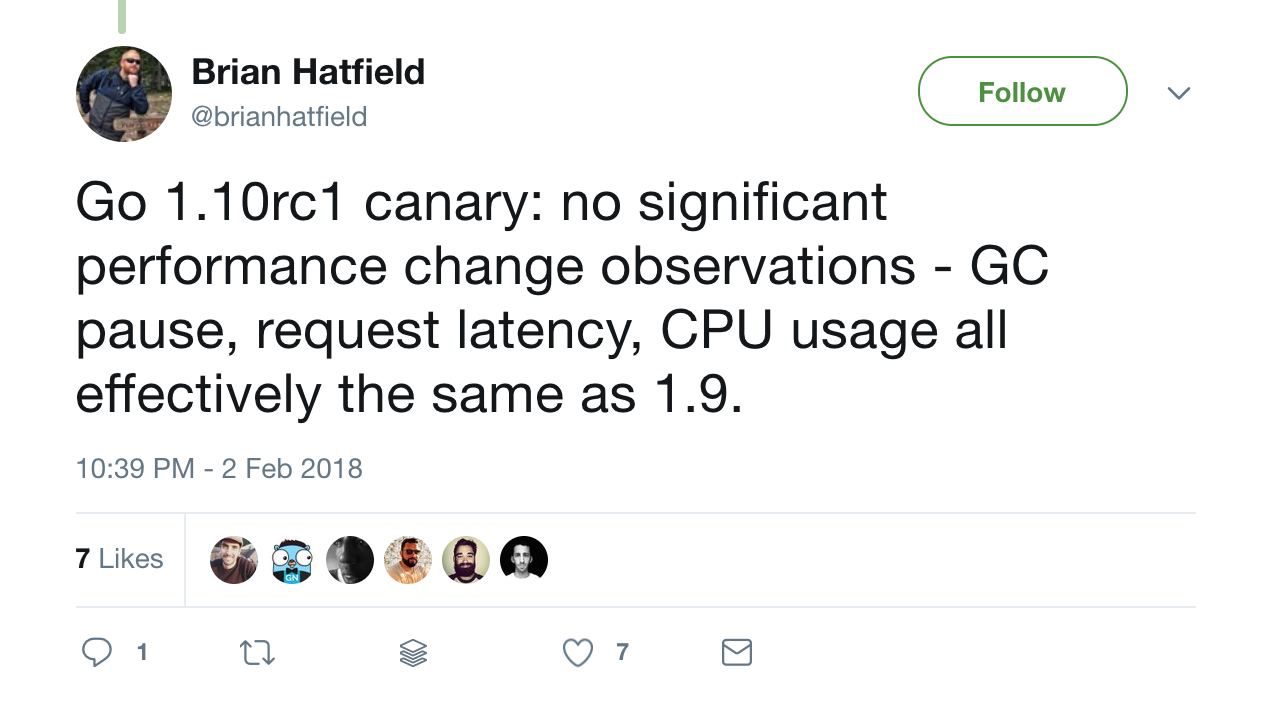 Brian Hatfield
@brianhatfield
Follow
Go 1.10rc1 canary: no significant
performance change observations - GC
pause, request latency, CPU usage all
effectively the same as 1.9.
10:39 PM - 2 Feb 2018
7 Likes
GN
1
7